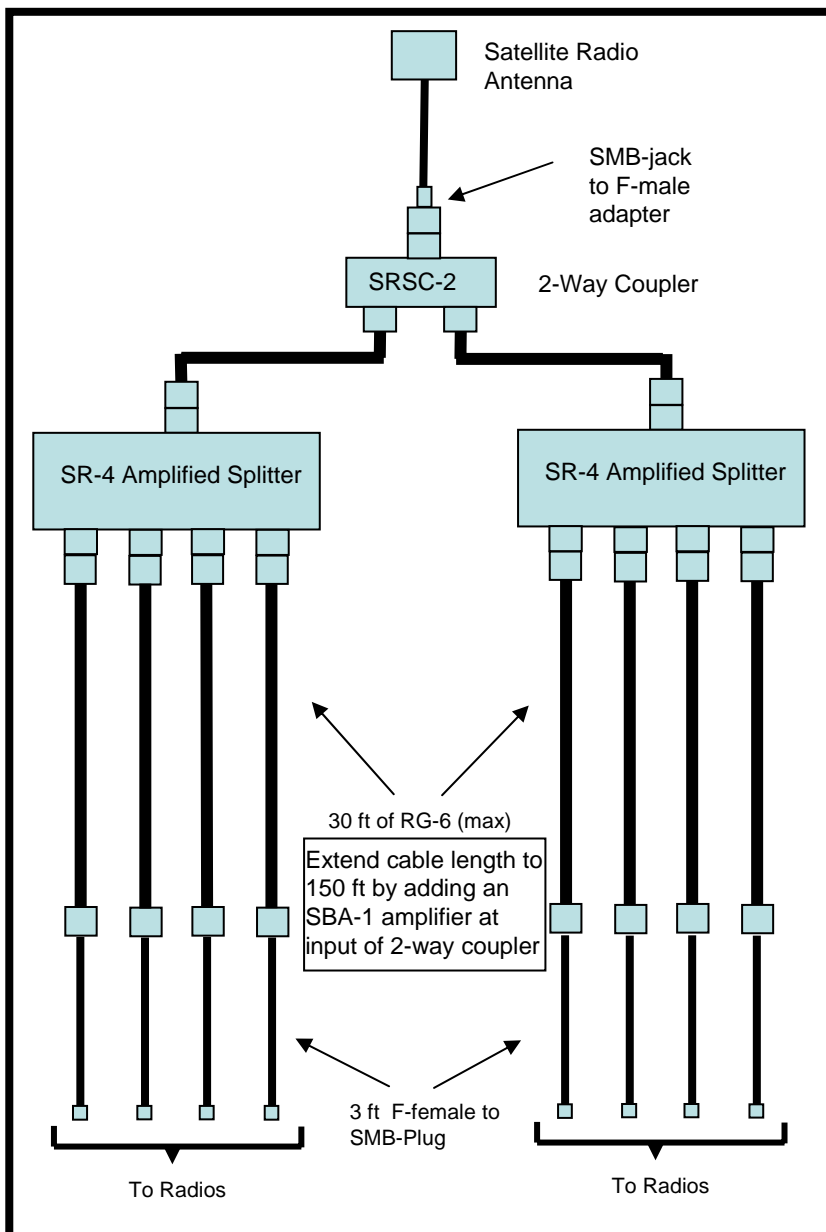 Satellite Radio
Antenna
SMB-jack
to F-male
adapter
SRSC-2
2-Way Coupler
SR-4 Amplified Splitter
SR-4 Amplified Splitter
30 ft of RG-6 (max)
Extend cable length to
150 ft by adding an
SBA-1 amplifier at
input of 2-way coupler
3 ft F-female to
SMB-Plug
To Radios
To Radios